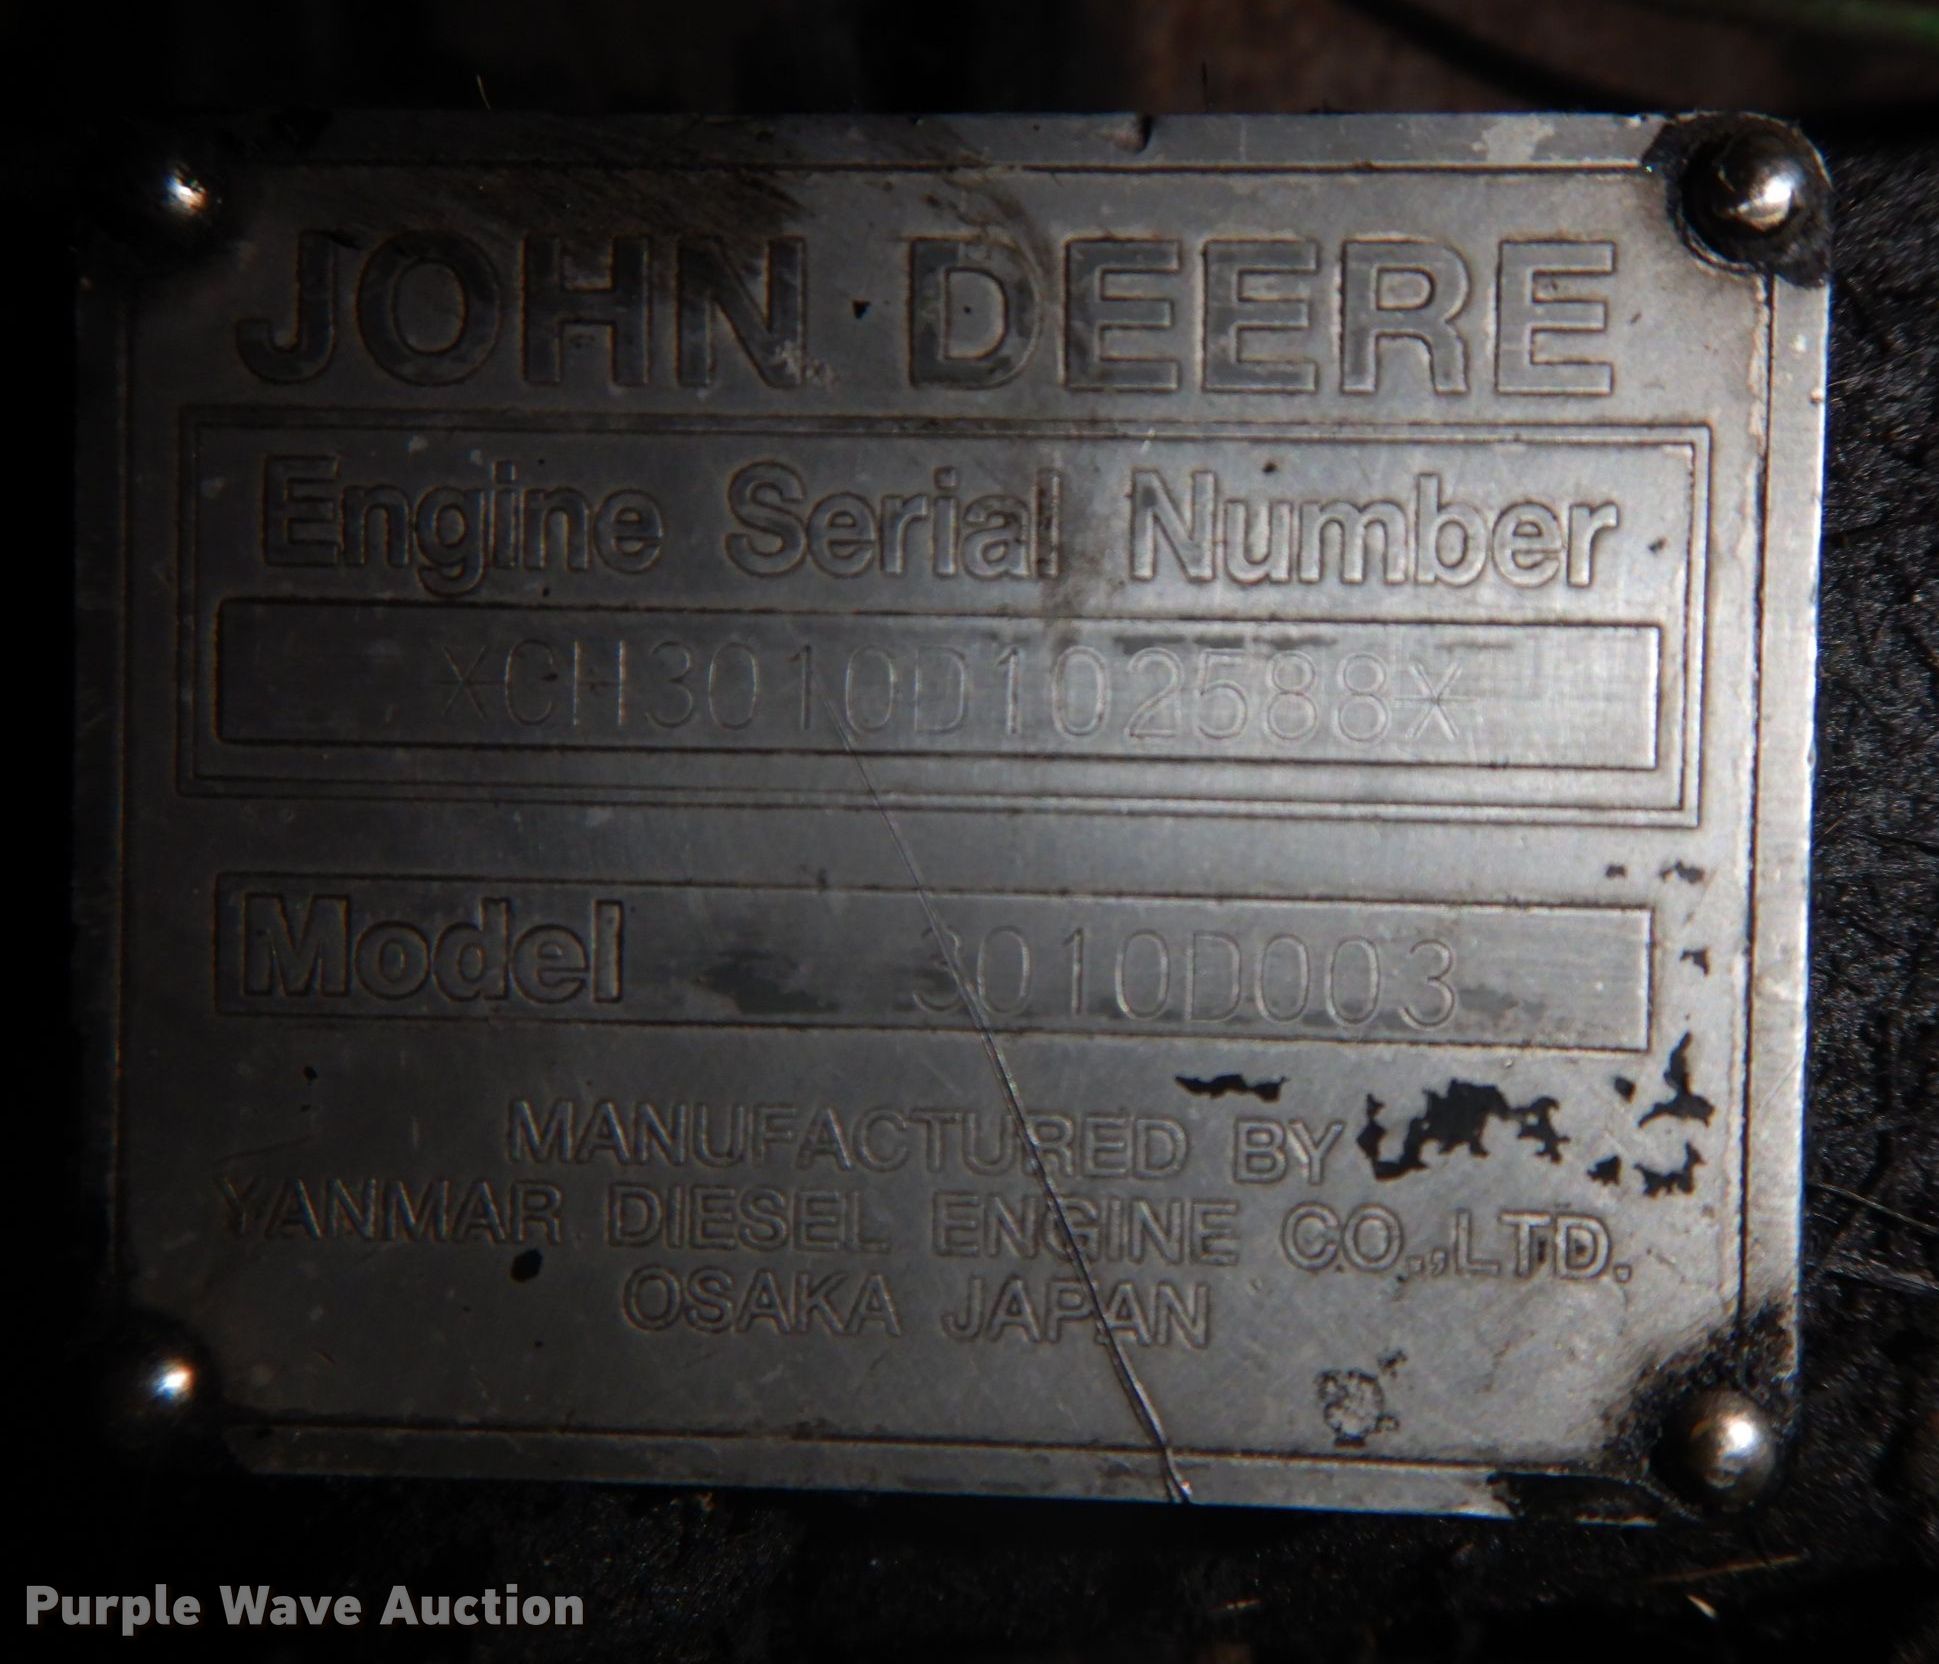 JOHN DEERE
Engine Serial Number
*CH3010D102588*
Model 3010D003
MANUFACTURED BY
YANMAR DIESEL ENGINE CO.,LTD.
OSAKA JAPAN
Purple Wave Auction